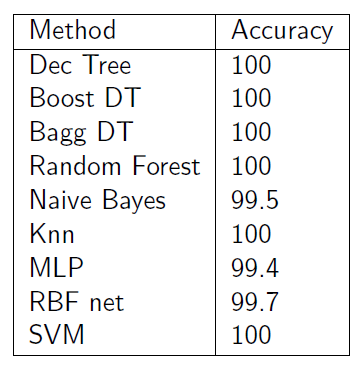 Method Accuracy
Dec Tree 100
Boost DT 100
Bagg DT 100
Random Forest 100
Naive Bayes 99.5
Knn 100
MLP 99.4
RBF net 99.7
SVM 100